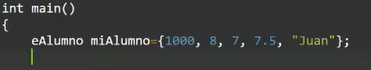 int main()
{
eAlumno miAlumno={1000, 8, 7, 7.5, "Juan"};